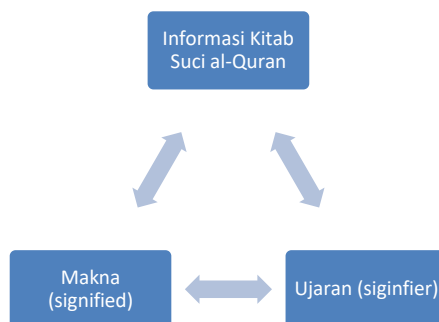 Informasi Kitab
Suci al-Quran
Makna
(signified)
Ujaran (siginfier)